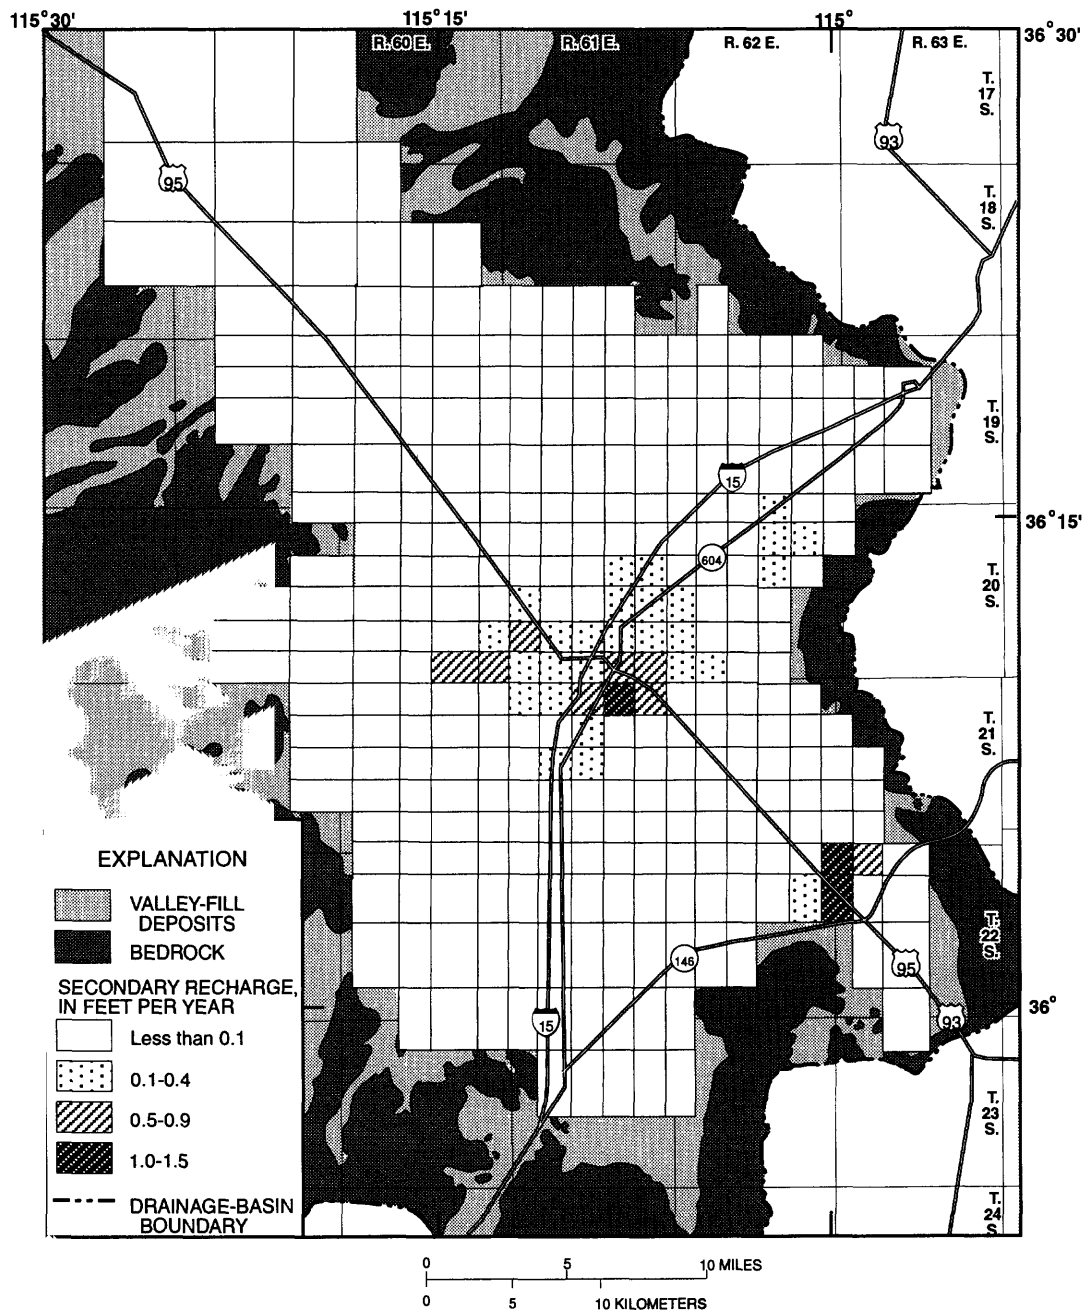 115°30'
115°15'
115°
36°30'
R. 60 E.
R. 61 E.
R. 62 E.
R. 63 E.
T.
17
S.
93
95
T.
18
S.
T.
19
S.
15
36°15'
604
T.
20
S.
T.
21
S.
EXPLANATION
VALLEY-FILL
DEPOSITS
BEDROCK
SECONDARY RECHARGE,
IN FEET PER YEAR
Less than 0.1
0.1-0.4
0.5-0.9
1.0-1.5
DRAINAGE-BASIN
BOUNDARY
T.
22
S.
146
95
36°
15
93
T.
23
S.
T.
24
S
0 5 10 MILES
0 5 10 KILOMETERS